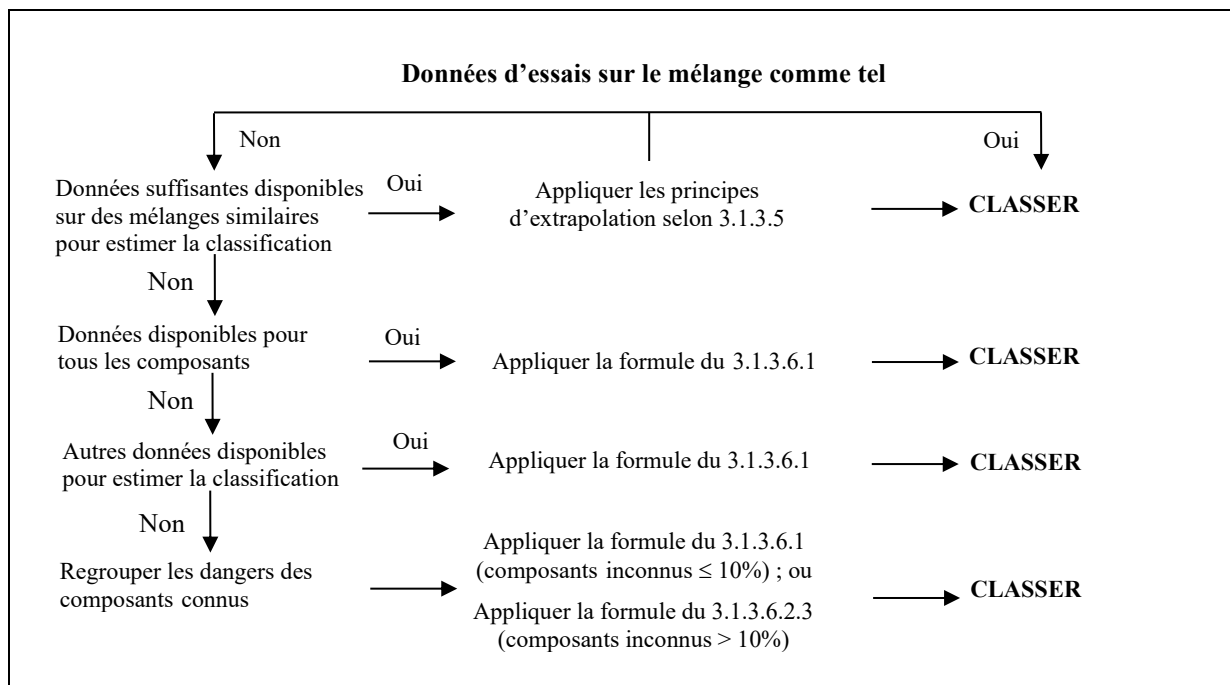 Données d’essais sur le mélange comme tel
Non
Oui
Données suffisantes disponibles
sur des mélanges similaires
pour estimer la classification
Oui
Appliquer les principes
d’extrapolation selon 3.1.3.5
CLASSER
Non
Données disponibles pour
tous les composants
Oui
Appliquer la formule du 3.1.3.6.1
CLASSER
Non
Autres données disponibles
pour estimer la classification
Oui
Appliquer la formule du 3.1.3.6.1
CLASSER
Non
Regrouper les dangers des
composants connus
Appliquer la formule du 3.1.3.6.1
(composants inconnus ≤ 10%) ; ou
Appliquer la formule du 3.1.3.6.2.3
(composants inconnus > 10%)
CLASSER